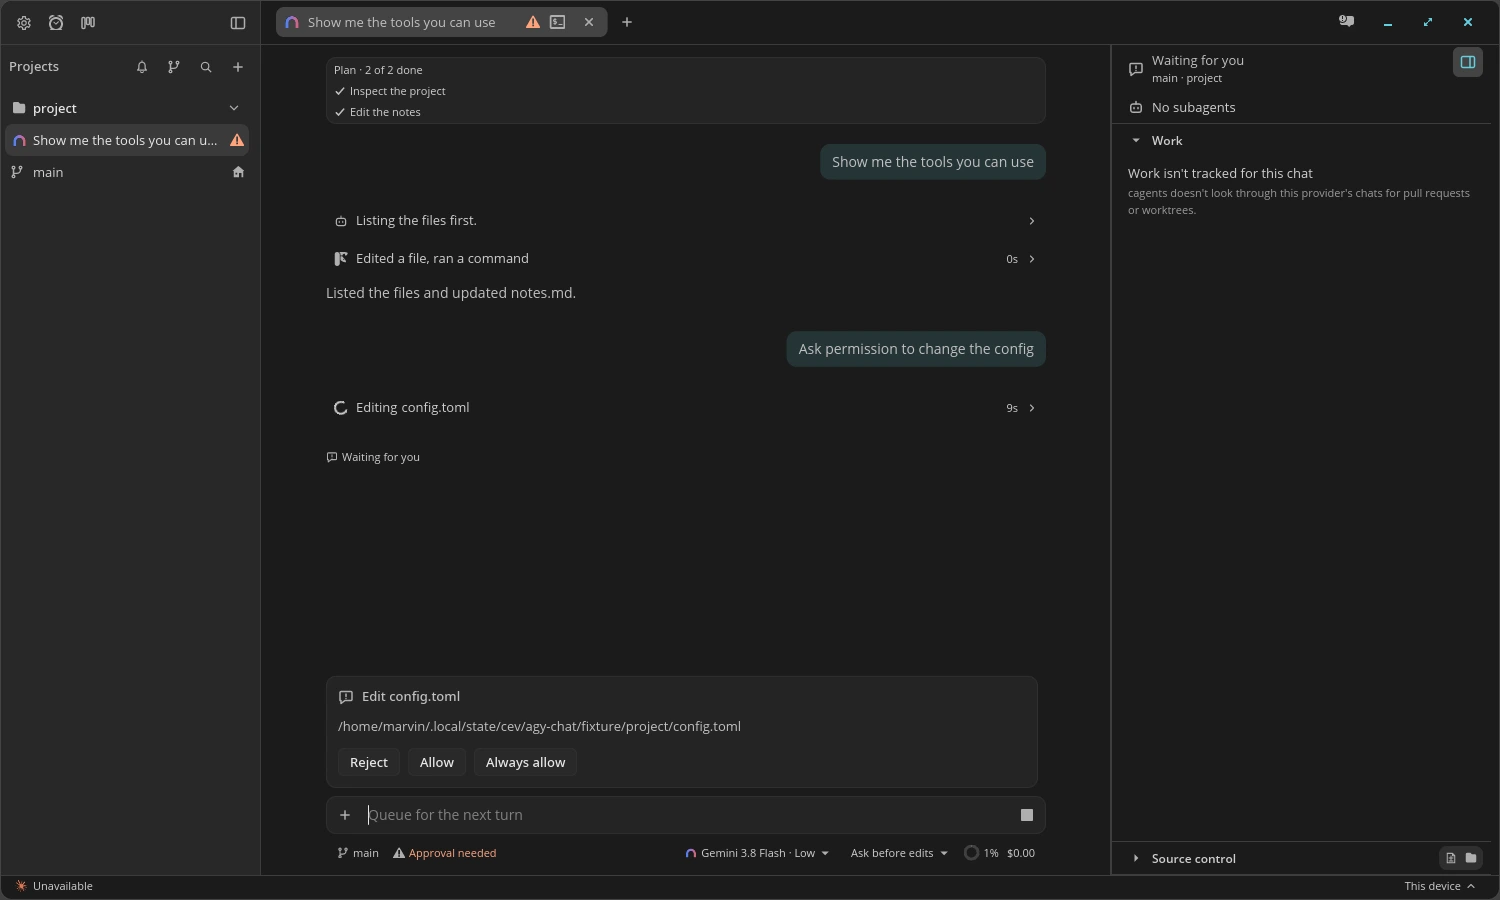 Show me the tools you can use
Projects
project
Show me the tools you can u...
main
Plan · 2 of 2 done
Inspect the project
Edit the notes
Show me the tools you can use
Listing the files first.
Edited a file, ran a command
0s
Listed the files and updated notes.md.
Ask permission to change the config
Editing config.toml
9s
Waiting for you
Edit config.toml
/home/marvin/.local/state/cev/agy-chat/fixture/project/config.toml
Reject
Allow
Always allow
Queue for the next turn
main
Approval needed
Gemini 3.8 Flash · Low
Ask before edits
1%
$0.00
Waiting for you
main · project
No subagents
Work
Work isn't tracked for this chat
cagents doesn't look through this provider's chats for pull requests
or worktrees.
Source control
Unavailable
This device